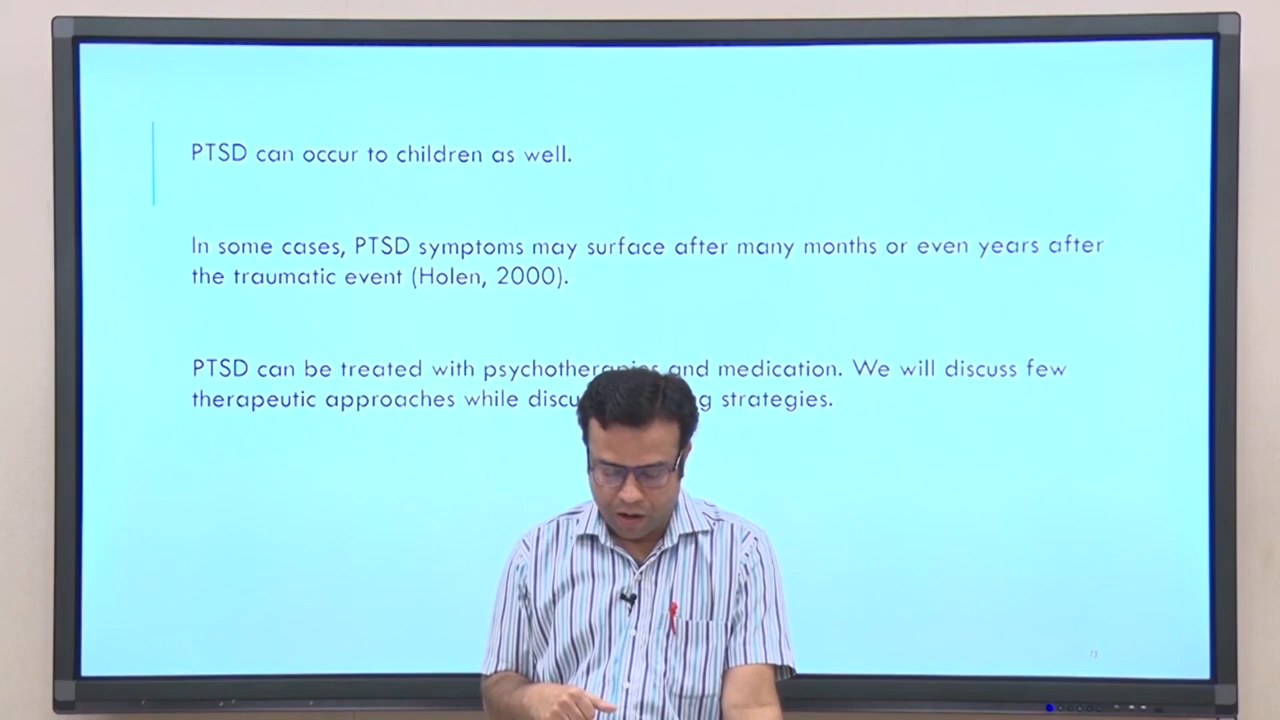 PTSD can occur to children as well.
In some cases, PTSD symptoms may surface after many months or even years after
the traumatic event (Holen, 2000).
PTSD can be treated with and medication. We will discuss few
therapeutic approaches while strategies.